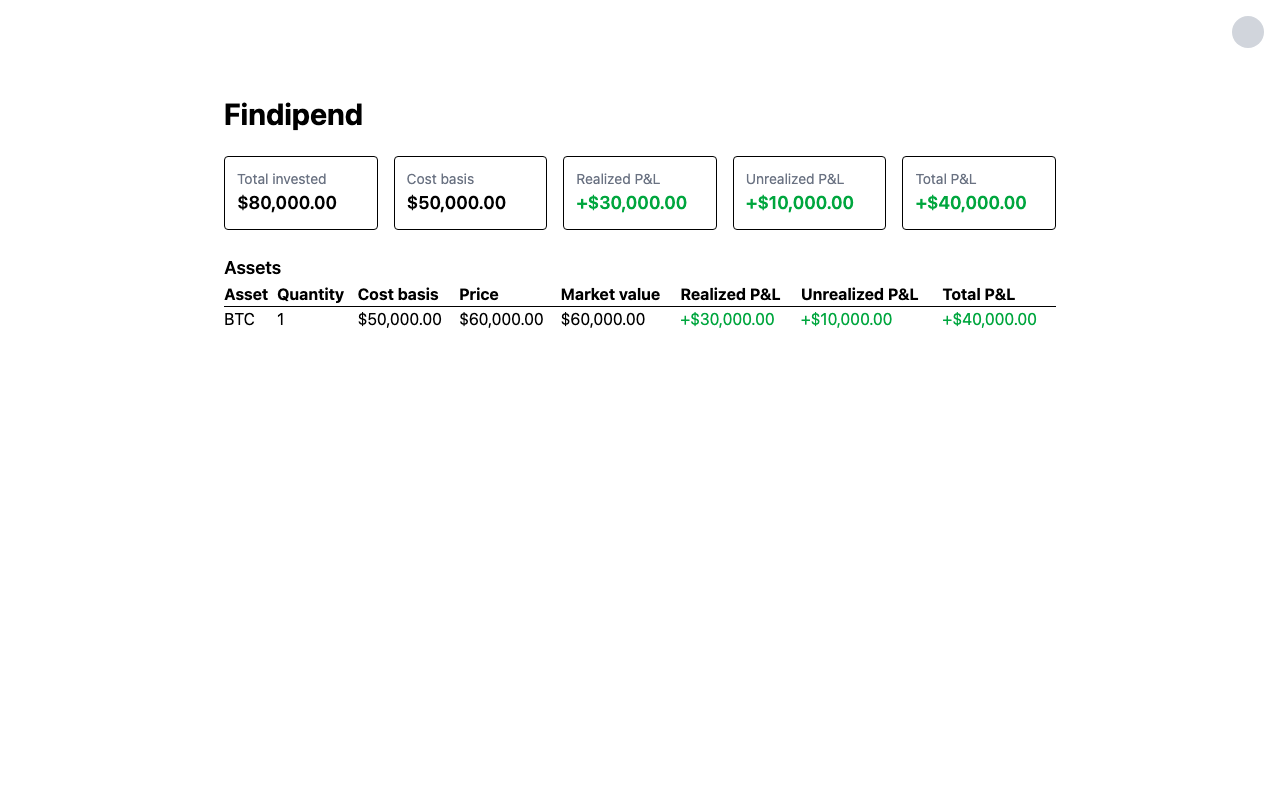 Findipend
Total invested
$80,000.00
Cost basis
$50,000.00
Realized P&L
+$30,000.00
Unrealized P&L
+$10,000.00
Total P&L
+$40,000.00
Assets
Asset Quantity Cost basis Price Market value Realized P&L Unrealized P&L Total P&L
BTC 1 $50,000.00 $60,000.00 $60,000.00 +$30,000.00 +$10,000.00 +$40,000.00